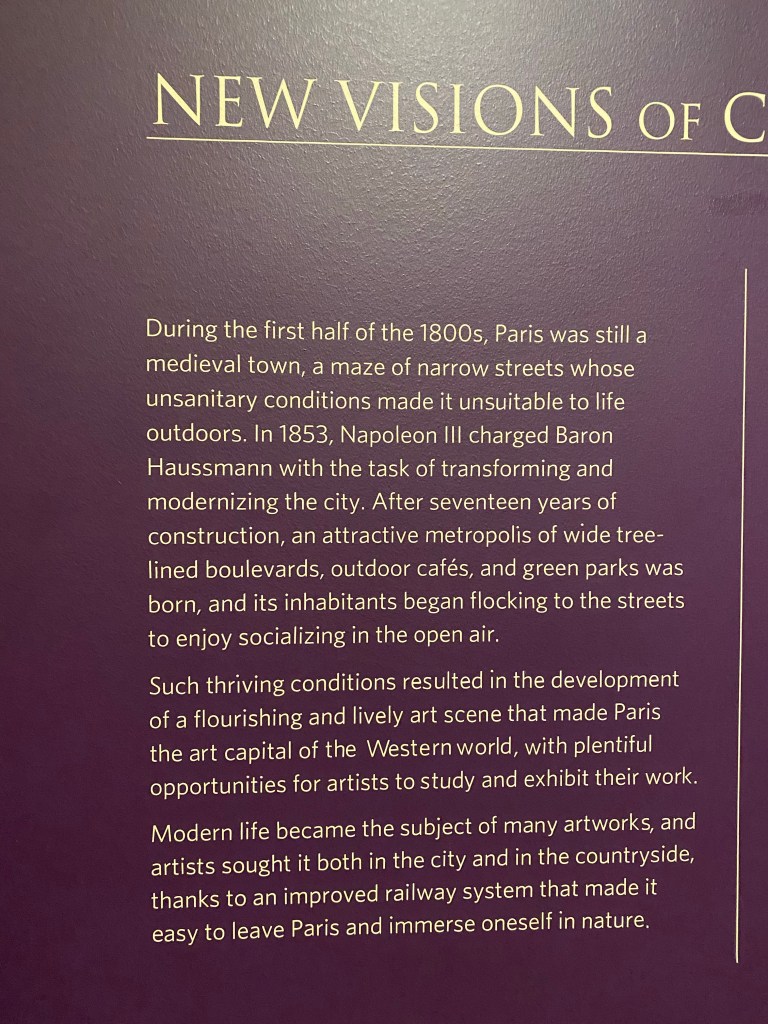 NEW VISIONS OF C
During the first half of the 1800s, Paris was still a
medieval town, a maze of narrow streets whose
unsanitary conditions made it unsuitable to life
outdoors. In 1853, Napoleon III charged Baron
Haussmann with the task of transforming and
modernizing the city. After seventeen years of
construction, an attractive metropolis of wide tree-
lined boulevards, outdoor cafés, and green parks was
born, and its inhabitants began flocking to the streets
to enjoy socializing in the open air.
Such thriving conditions resulted in the development
of a flourishing and lively art scene that made Paris
the art capital of the Western world, with plentiful
opportunities for artists to study and exhibit their work.
Modern life became the subject of many artworks, and
artists sought it both in the city and in the countryside,
thanks to an improved railway system that made it
easy to leave Paris and immerse oneself in nature.